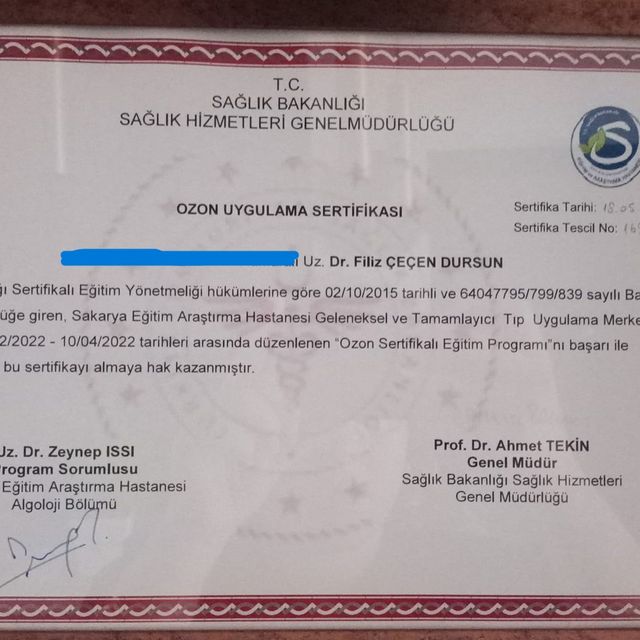 T.C.
SAĞLIK BAKANLIĞI
SAĞLIK HİZMETLERİ GENELMÜDÜRLÜĞÜ
S
OZON UYGULAMA SERTİFİKASI
Sertifika Tarihi: 18.05
Sertifika Tescil No:
Uz. Dr. Filiz ÇEÇEN DURSUN
Sertifikalı Eğitim Yönetmeliği hükümlerine göre 02/10/2015 tarihli ve 64047795/799/839 sayılı Ba
giren, Sakarya Eğitim Araştırma Hastanesi Geleneksel ve Tamamlayıcı Tıp Uygulama Merke
2/2022 - 10/04/2022 tarihleri arasında düzenlenen “Ozon Sertifikalı Eğitim Programı”nı başarı ile
bu sertifikayı almaya hak kazanmıştır.
Uz. Dr. Zeynep ISSI
Program Sorumlusu
Eğitim Araştırma Hastanesi
Algoloji Bölümü
Prof. Dr. Ahmet TEKİN
Genel Müdür
Sağlık Bakanlığı Sağlık Hizmetleri
Genel Müdürlüğü